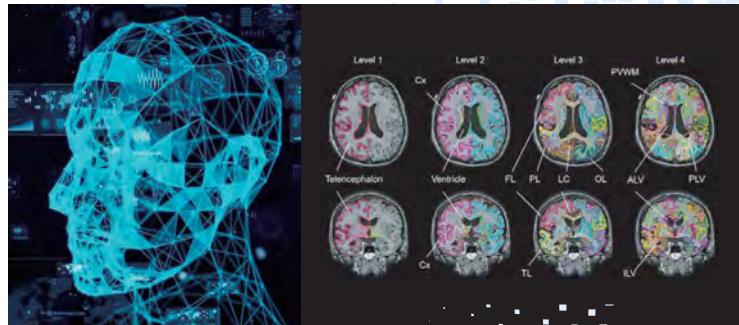 Level 1 Level 2 Level 3 Level 4
Cx PVWM
Telencephalon Ventricle FL PL LC OL ALV PLV
Cx TL ILV